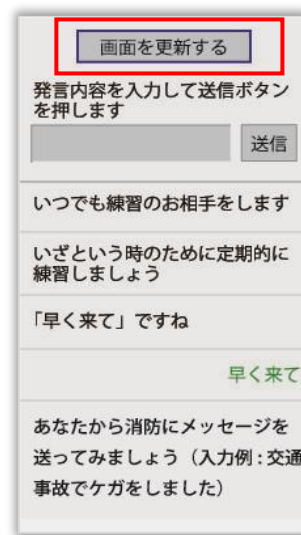 画面を更新する
発言内容を入力して送信ボタン
を押します
送信
いつでも練習のお相手をします
いざという時のために定期的に
練習しましょう
「早く来て」ですね
早く来て
あなたから消防にメッセージを
送ってみましょう（入力例：交通
事故でケガをしました）